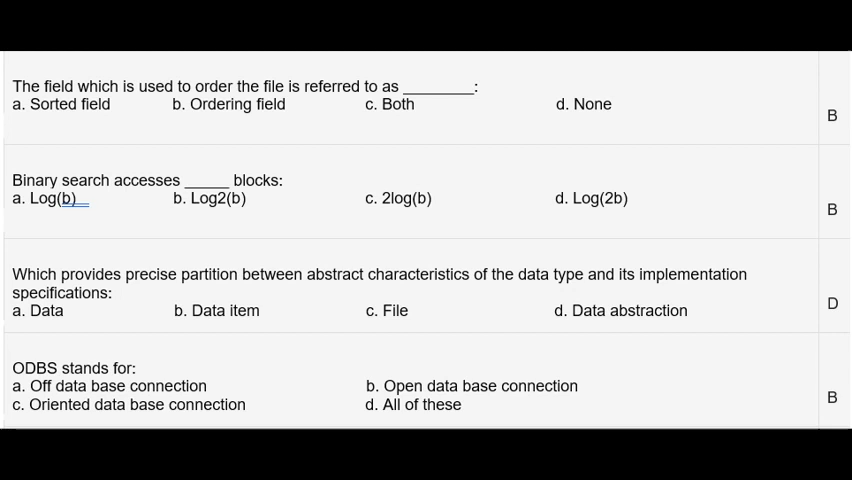 The field which is used to order the file is referred to as ________:
a. Sorted field b. Ordering field c. Both d. None
B
Binary search accesses _____ blocks:
a. Log(b) b. Log2(b) c. 2log(b) d. Log(2b)
B
Which provides precise partition between abstract characteristics of the data type and its implementation
specifications:
a. Data b. Data item c. File d. Data abstraction
D
ODBS stands for:
a. Off data base connection b. Open data base connection
c. Oriented data base connection d. All of these
B